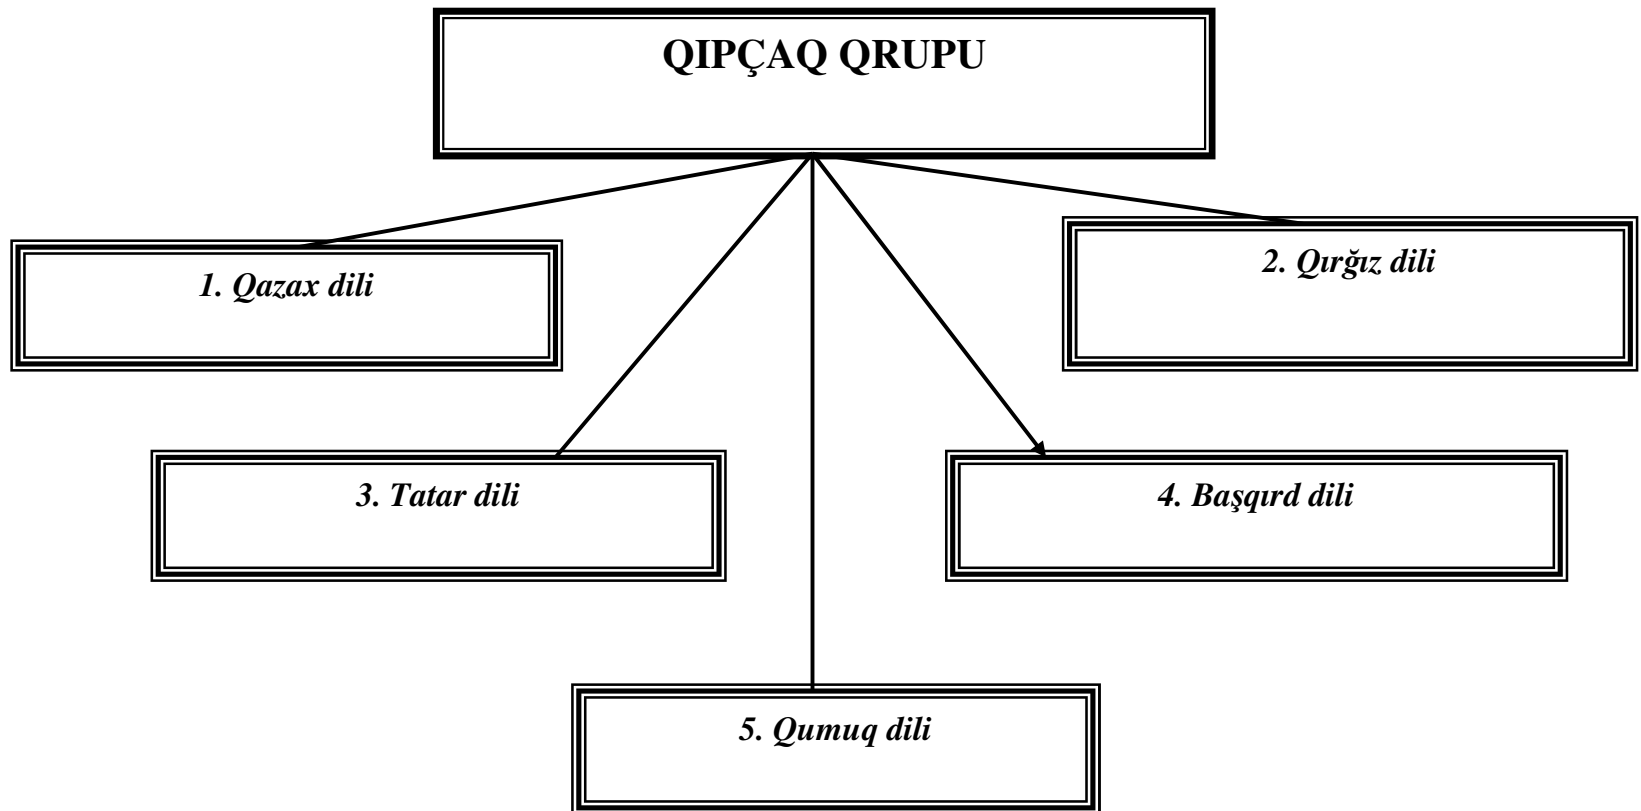 QIPÇAQ QRUPU
1. Qazax dili
2. Qırğız dili
3. Tatar dili
4. Başqırd dili
5. Qumuq dili